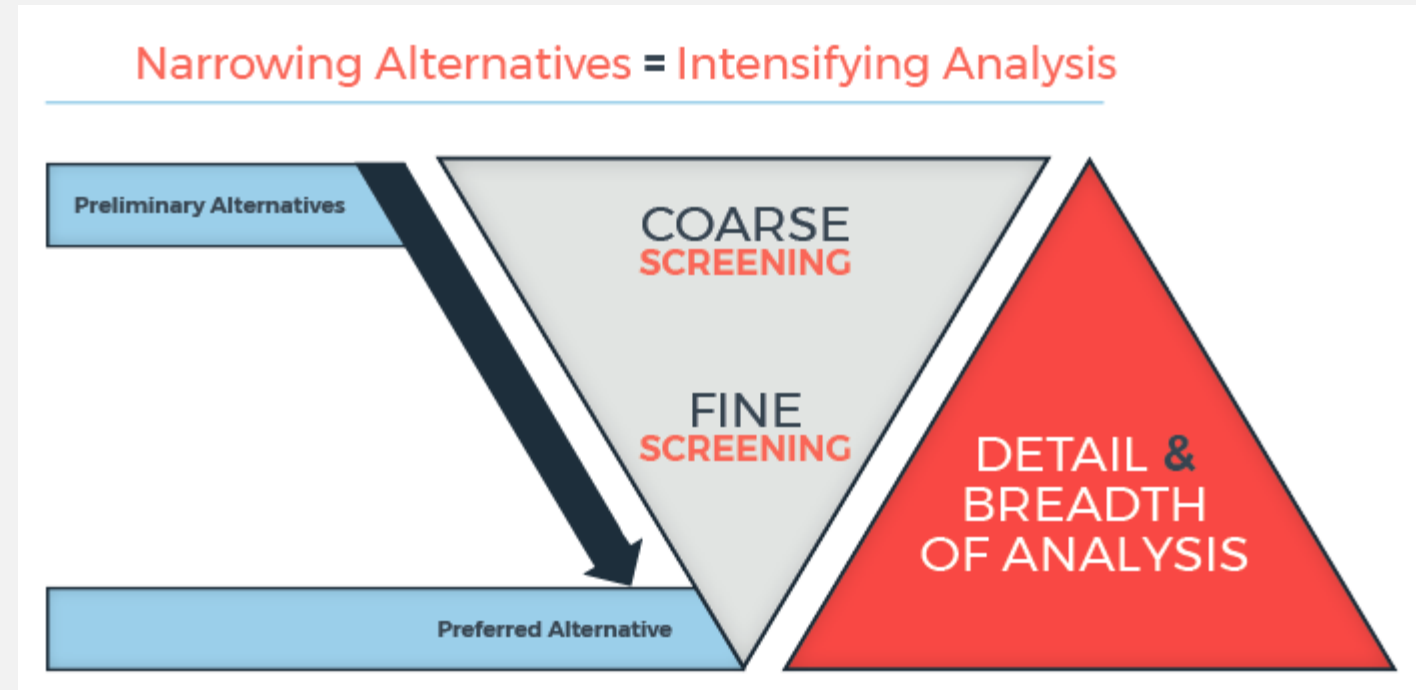 Narrowing Alternatives = Intensifying Analysis
Preliminary Alternatives
COARSE
SCREENING
FINE
SCREENING
DETAIL &
BREADTH
OF ANALYSIS
Preferred Alternative